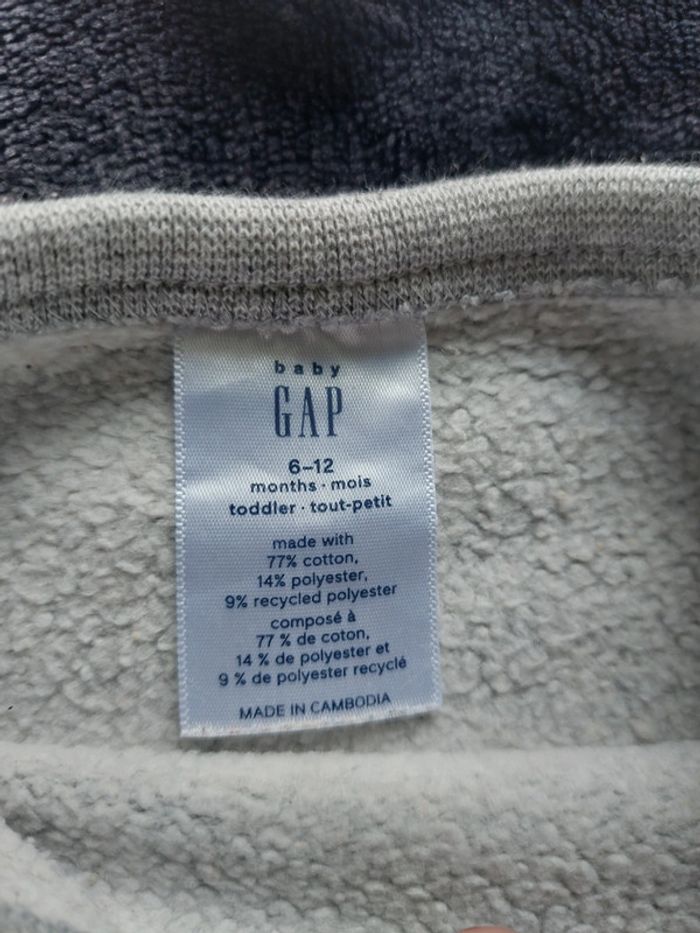 baby
GAP
6–12
months · mois
toddler · tout-petit
made with
77% cotton,
14% polyester,
9% recycled polyester
composé à
77 % de coton,
14 % de polyester et
9 % de polyester recyclé
MADE IN CAMBODIA